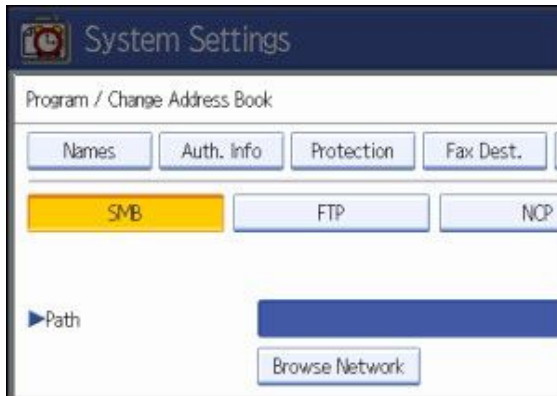 System Settings
Program / Change Address Book
Names Auth. Info Protection Fax Dest.
SMB FTP NCP
▶Path
Browse Network